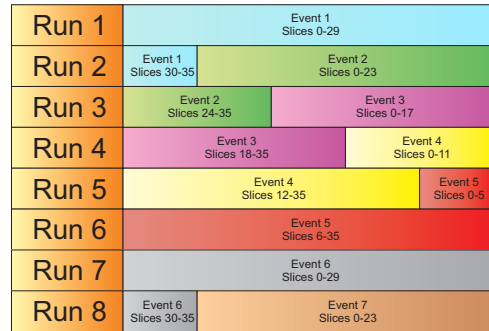 Run 1
Event 1
Slices 0-29
Run 2
Event 1
Slices 30-35
Event 2
Slices 0-23
Run 3
Event 2
Slices 24-35
Event 3
Slices 0-17
Run 4
Event 3
Slices 18-35
Event 4
Slices 0-11
Run 5
Event 4
Slices 12-35
Event 5
Slices 0-5
Run 6
Event 5
Slices 6-35
Run 7
Event 6
Slices 0-29
Run 8
Event 6
Slices 30-35
Event 7
Slices 0-23